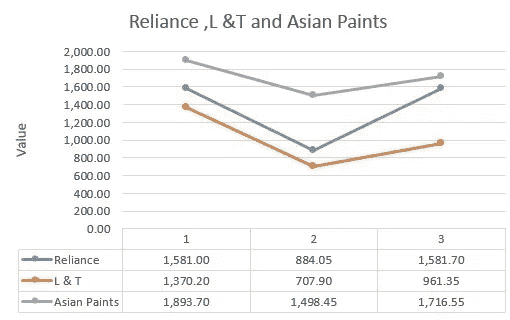 Reliance ,L &T and Asian Paints
Value
2,000.00
1,800.00
1,600.00
1,400.00
1,200.00
1,000.00
800.00
600.00
400.00
200.00
0.00
1 2 3
Reliance 1,581.00 884.05 1,581.70
L & T 1,370.20 707.90 961.35
Asian Paints 1,893.70 1,498.45 1,716.55